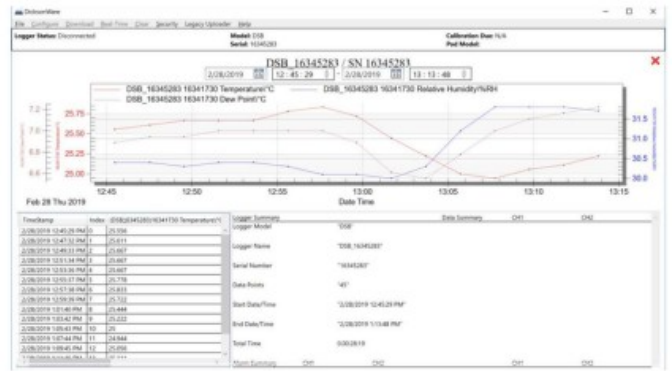 DicksonWare
File Configure Download Real-Time Clear Security Legacy Uploader Help
Logger Status: Disconnected Model: DSB Calibration Due: N/A
Serial: 16345283 Pod Model:
DSB_16345283 / SN 16345283
2/28/2019 12:45:29 - 2/28/2019 13:13:48
DSB_16345283 16341730 Temperature/°C DSB_16345283 16341730 Relative Humidity/%RH
DSB_16345283 16341730 Dew Point/°C
7.2 25.75
7.0 25.50 31.5
31.0
6.8 25.25 30.5
6.6 25.00 30.0
12:45 12:50 12:55 13:00 13:05 13:10 13:15
Feb 28 Thu 2019 Date Time
TimeStamp Index Logger Summary Data Summary CH1 CH2
Logger Model "DSB"
2/28/2019 12:45:29 PM 0 25.556
2/28/2019 12:47:32 PM 1 25.611
Logger Name "DSB_16345283"
2/28/2019 12:49:33 PM 2 25.667
2/28/2019 12:51:34 PM 3 25.667
Serial Number "16345283"
2/28/2019 12:53:36 PM 4 25.667
2/28/2019 12:55:37 PM 5 25.778
Data Points "45"
2/28/2019 12:57:38 PM 6 25.833
2/28/2019 12:59:39 PM 7 25.722
Start Date/Time "2/28/2019 12:45:29 PM"
2/28/2019 1:01:40 PM 8 25.444
2/28/2019 1:03:42 PM 9 25.222
End Date/Time "2/28/2019 1:13:48 PM"
2/28/2019 1:05:43 PM 10 25
2/28/2019 1:07:44 PM 11 24.944
Total Time 0:00:28:19
2/28/2019 1:09:45 PM 12 25.056
Alarm Summary CH1 CH2 CH1 CH2